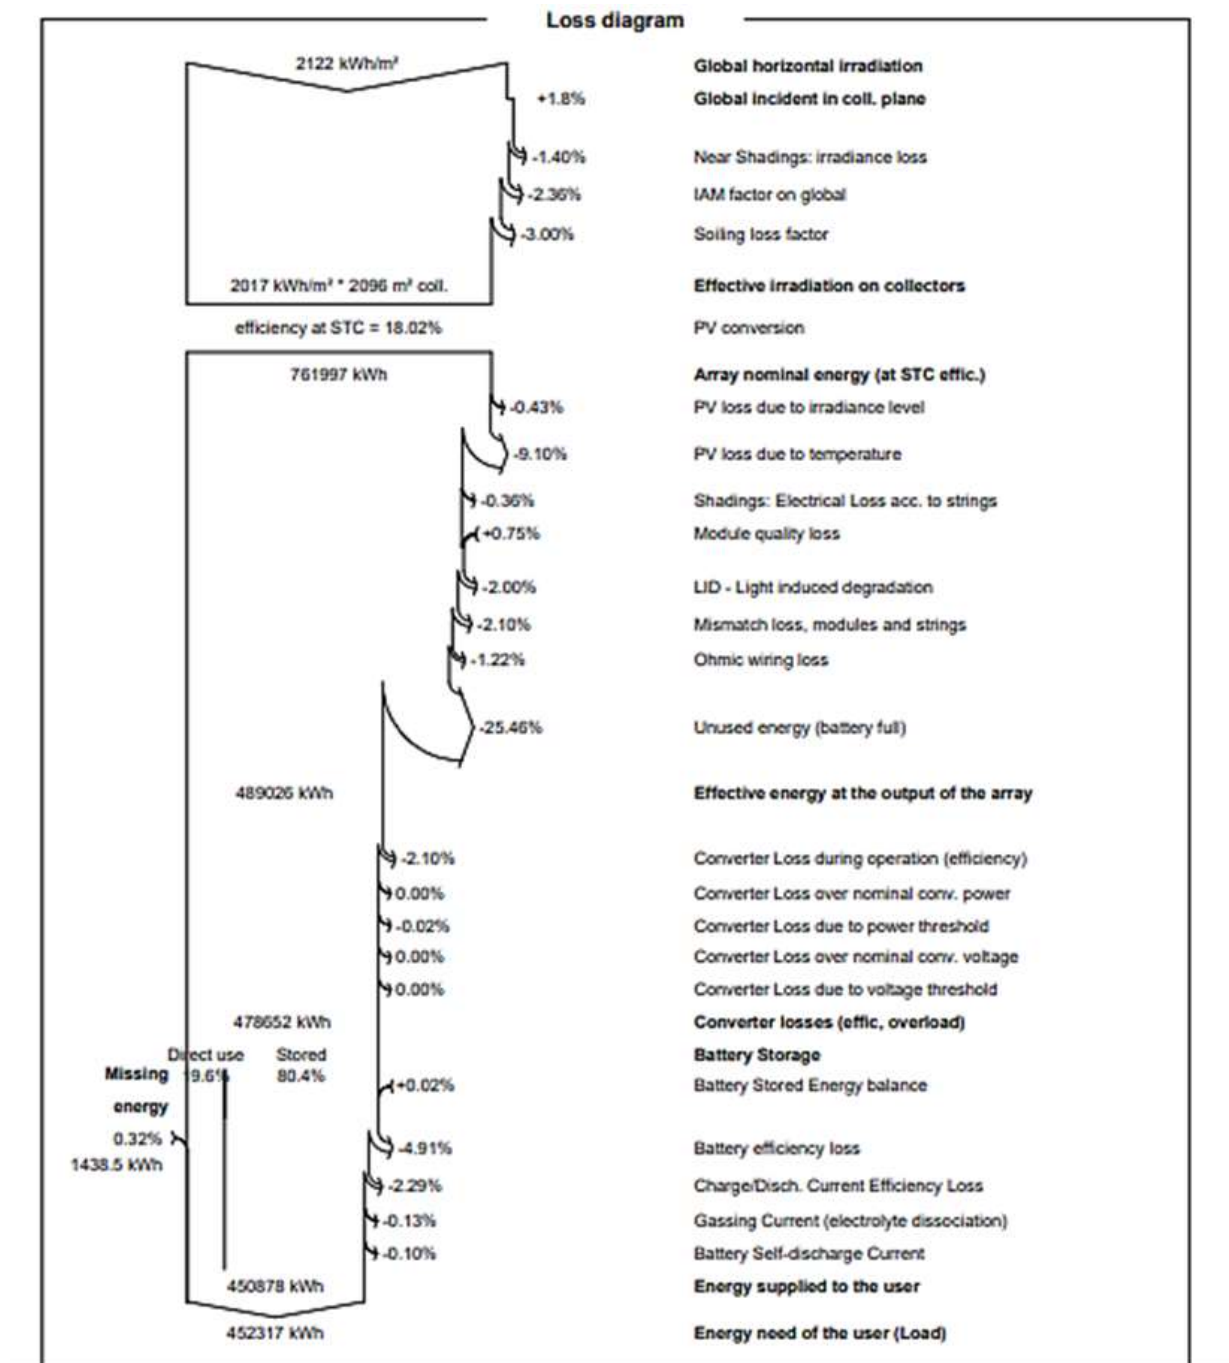 Loss diagram
2122 kWh/m² Global horizontal irradiation
+1.8% Global incident in coll. plane
-1.40% Near Shadings: irradiance loss
-2.36% IAM factor on global
-3.00% Soiling loss factor
2017 kWh/m² * 2096 m² coll. Effective irradiation on collectors
efficiency at STC = 18.02% PV conversion
761997 kWh Array nominal energy (at STC effic.)
-0.43% PV loss due to irradiance level
-9.10% PV loss due to temperature
-0.36% Shadings: Electrical Loss acc. to strings
+0.75% Module quality loss
-2.00% LID - Light induced degradation
-2.10% Mismatch loss, modules and strings
-1.22% Ohmic wiring loss
-25.46% Unused energy (battery full)
489026 kWh Effective energy at the output of the array
-2.10% Converter Loss during operation (efficiency)
0.00% Converter Loss over nominal conv. power
-0.02% Converter Loss due to power threshold
0.00% Converter Loss over nominal conv. voltage
0.00% Converter Loss due to voltage threshold
478652 kWh Converter losses (effic, overload)
Direct use Stored Battery Storage
Missing 9.6% 80.4%
+0.02% Battery Stored Energy balance
energy
0.32%
-4.91% Battery efficiency loss
1438.5 kWh
-2.29% Charge/Disch. Current Efficiency Loss
-0.13% Gassing Current (electrolyte dissociation)
-0.10% Battery Self-discharge Current
450878 kWh Energy supplied to the user
452317 kWh Energy need of the user (Load)